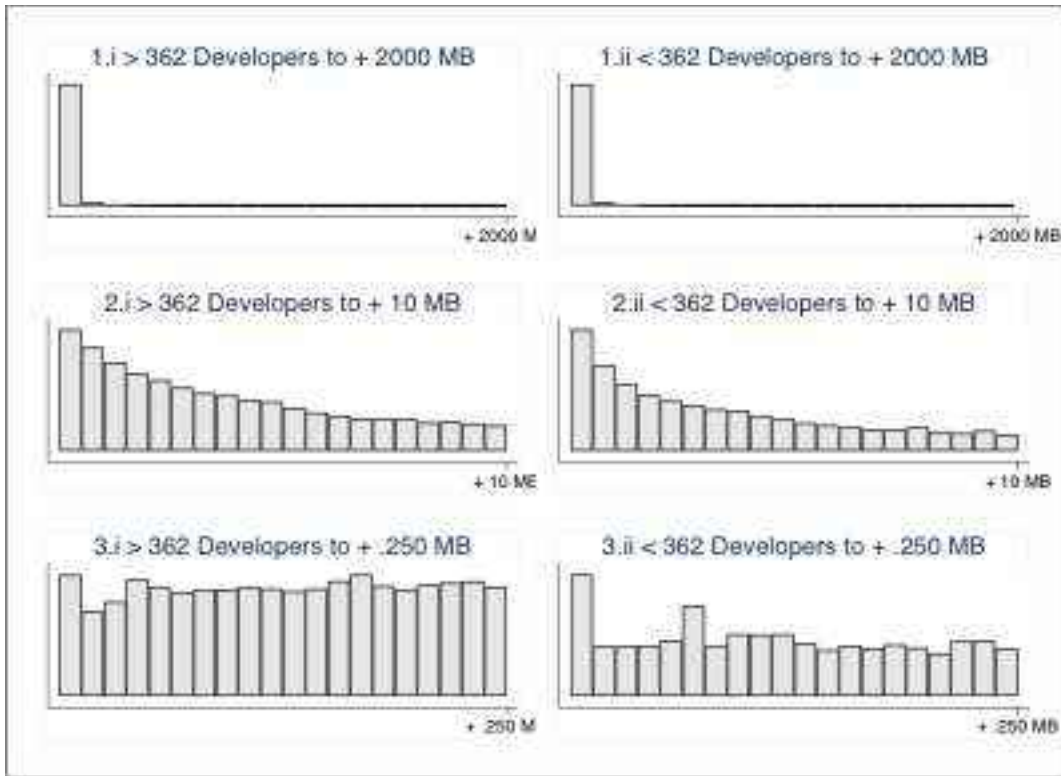 1.i > 362 Developers to + 2000 MB
1.ii < 362 Developers to + 2000 MB
+ 2000 M
+ 2000 MB
2.i > 362 Developers to + 10 MB
2.ii < 362 Developers to + 10 MB
+ 10 ME
+ 10 MB
3.i > 362 Developers to + .250 MB
3.ii < 362 Developers to + .250 MB
+ .250 M
+ .250 MB